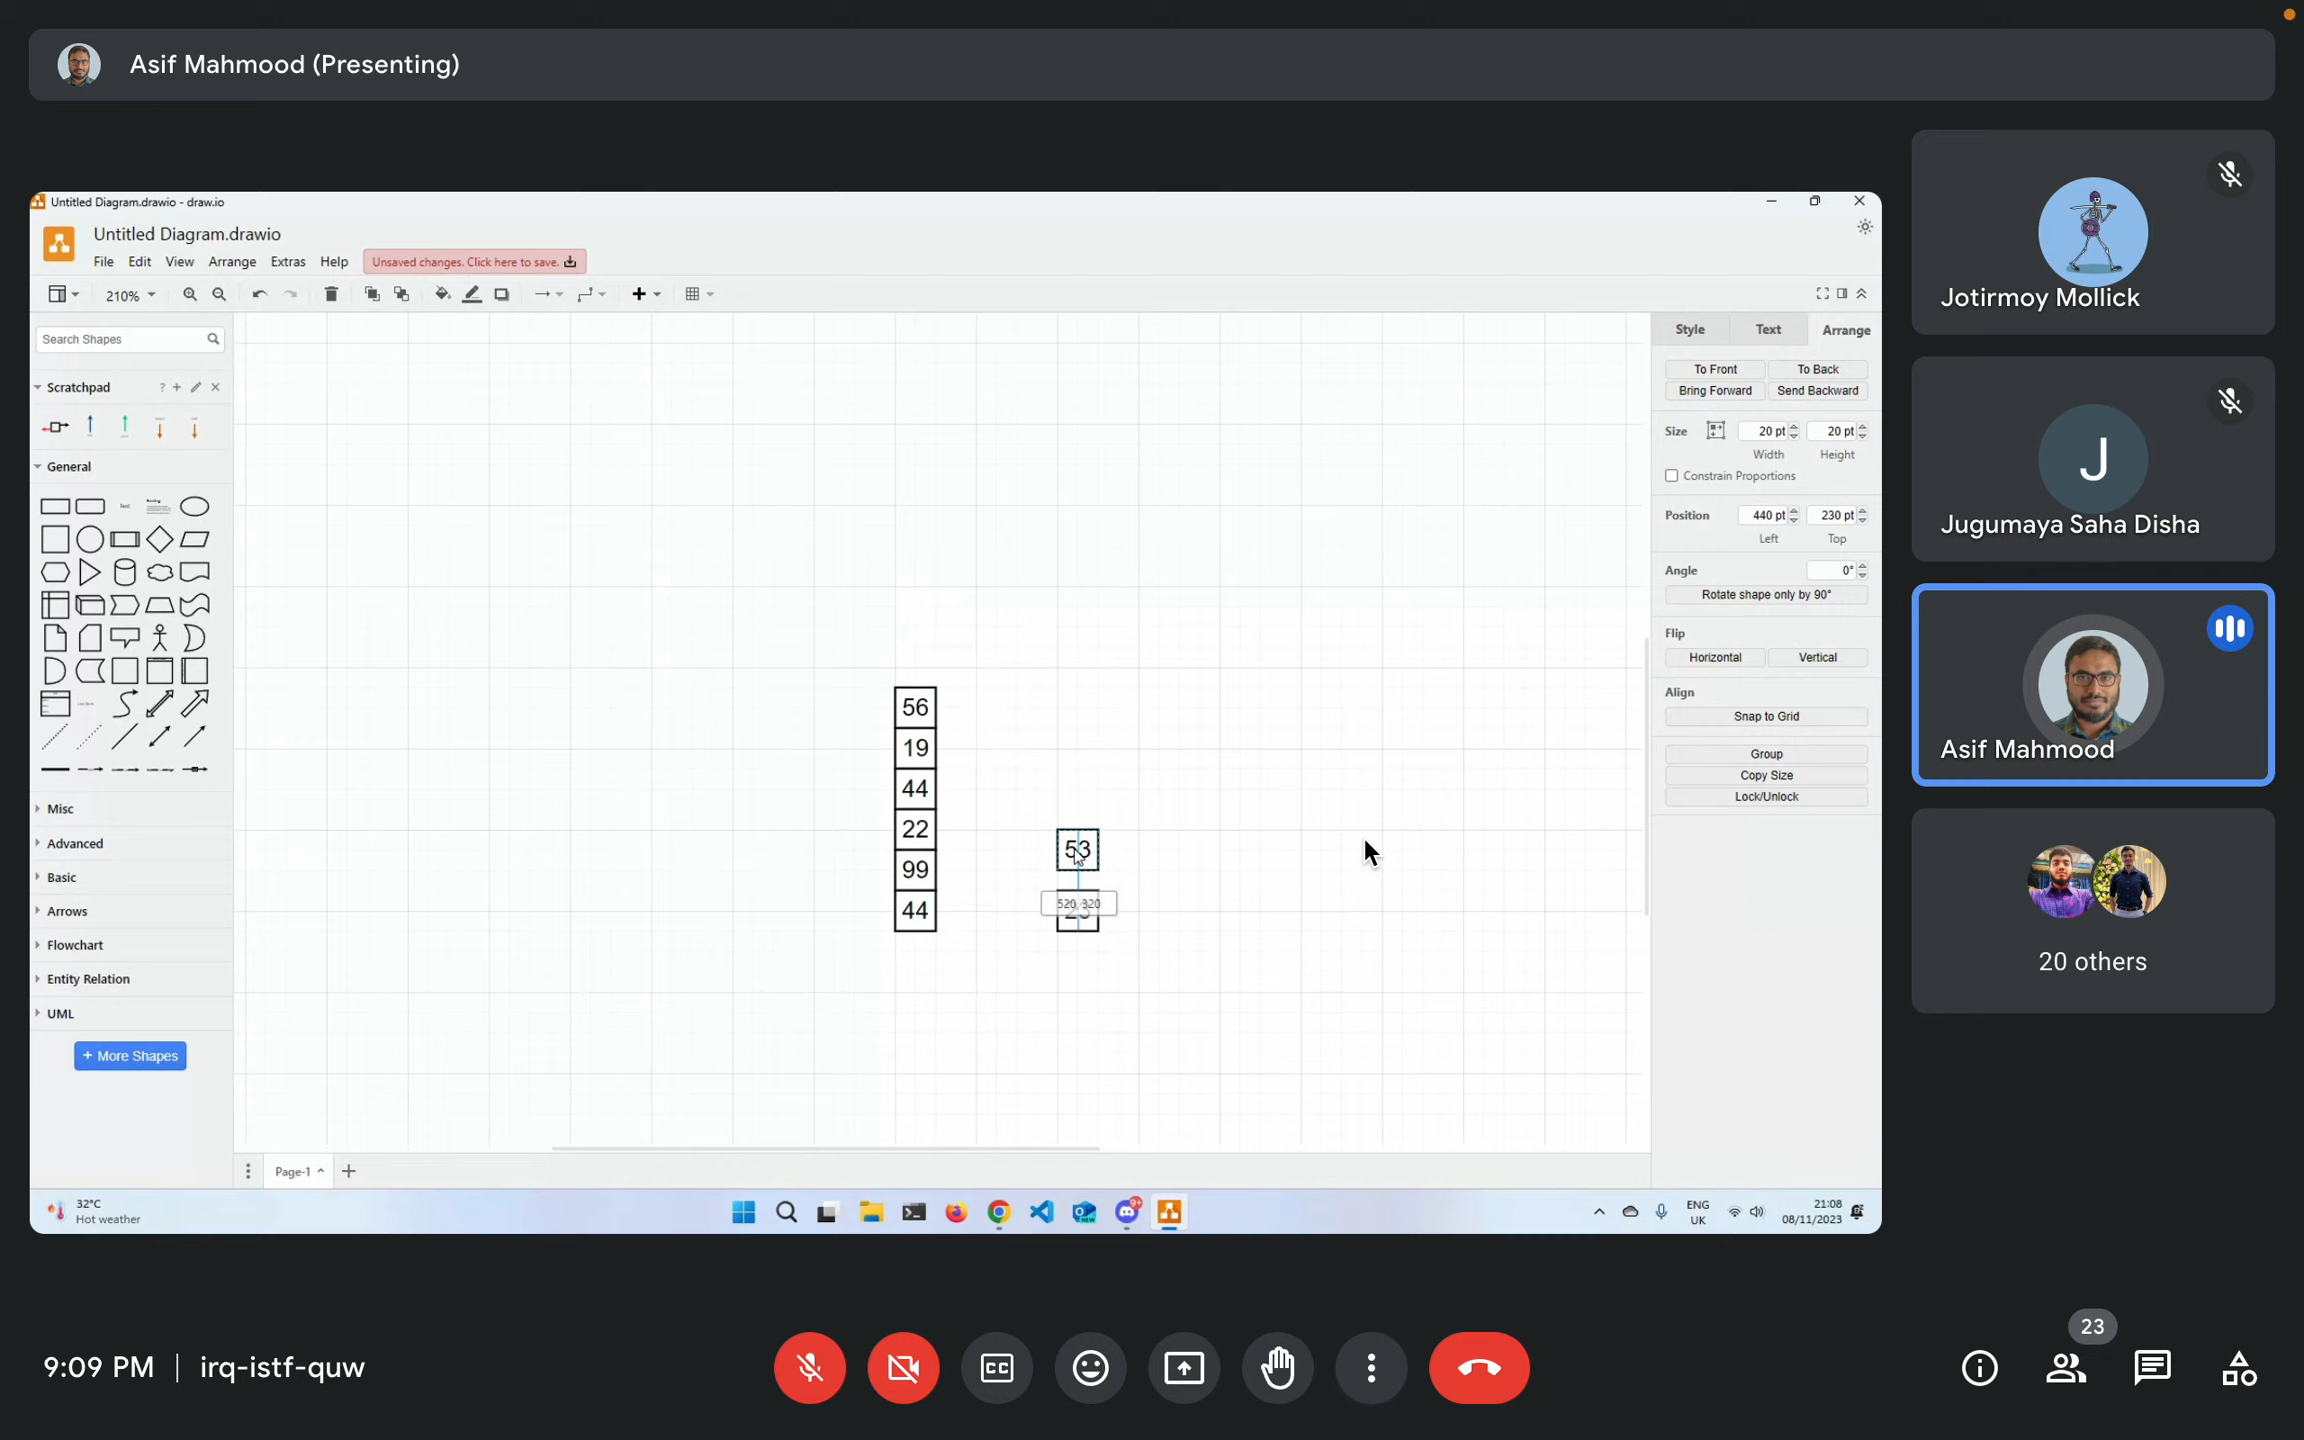 Asif Mahmood (Presenting)
Untitled Diagram.drawio - draw.io
Untitled Diagram.drawio
File Edit View Arrange Extras Help Unsaved changes. Click here to save.
210%
Search Shapes
Scratchpad ? + ✕
General
Text
Heading
Misc
Advanced
Basic
Arrows
Flowchart
Entity Relation
UML
+ More Shapes
56
19
44
22
99
44
53
520, 320
23
Style Text Arrange
To Front To Back
Bring Forward Send Backward
Size 20 pt 20 pt
Width Height
Constrain Proportions
Position 440 pt 230 pt
Left Top
Angle 0°
Rotate shape only by 90°
Flip
Horizontal Vertical
Align
Snap to Grid
Group
Copy Size
Lock/Unlock
Page-1
32°C
Hot weather
NEW
9+
ENG
UK
21:08
08/11/2023
Jotirmoy Mollick
J
Jugumaya Saha Disha
Asif Mahmood
20 others
9:09 PM | irq-istf-quw
CC
23